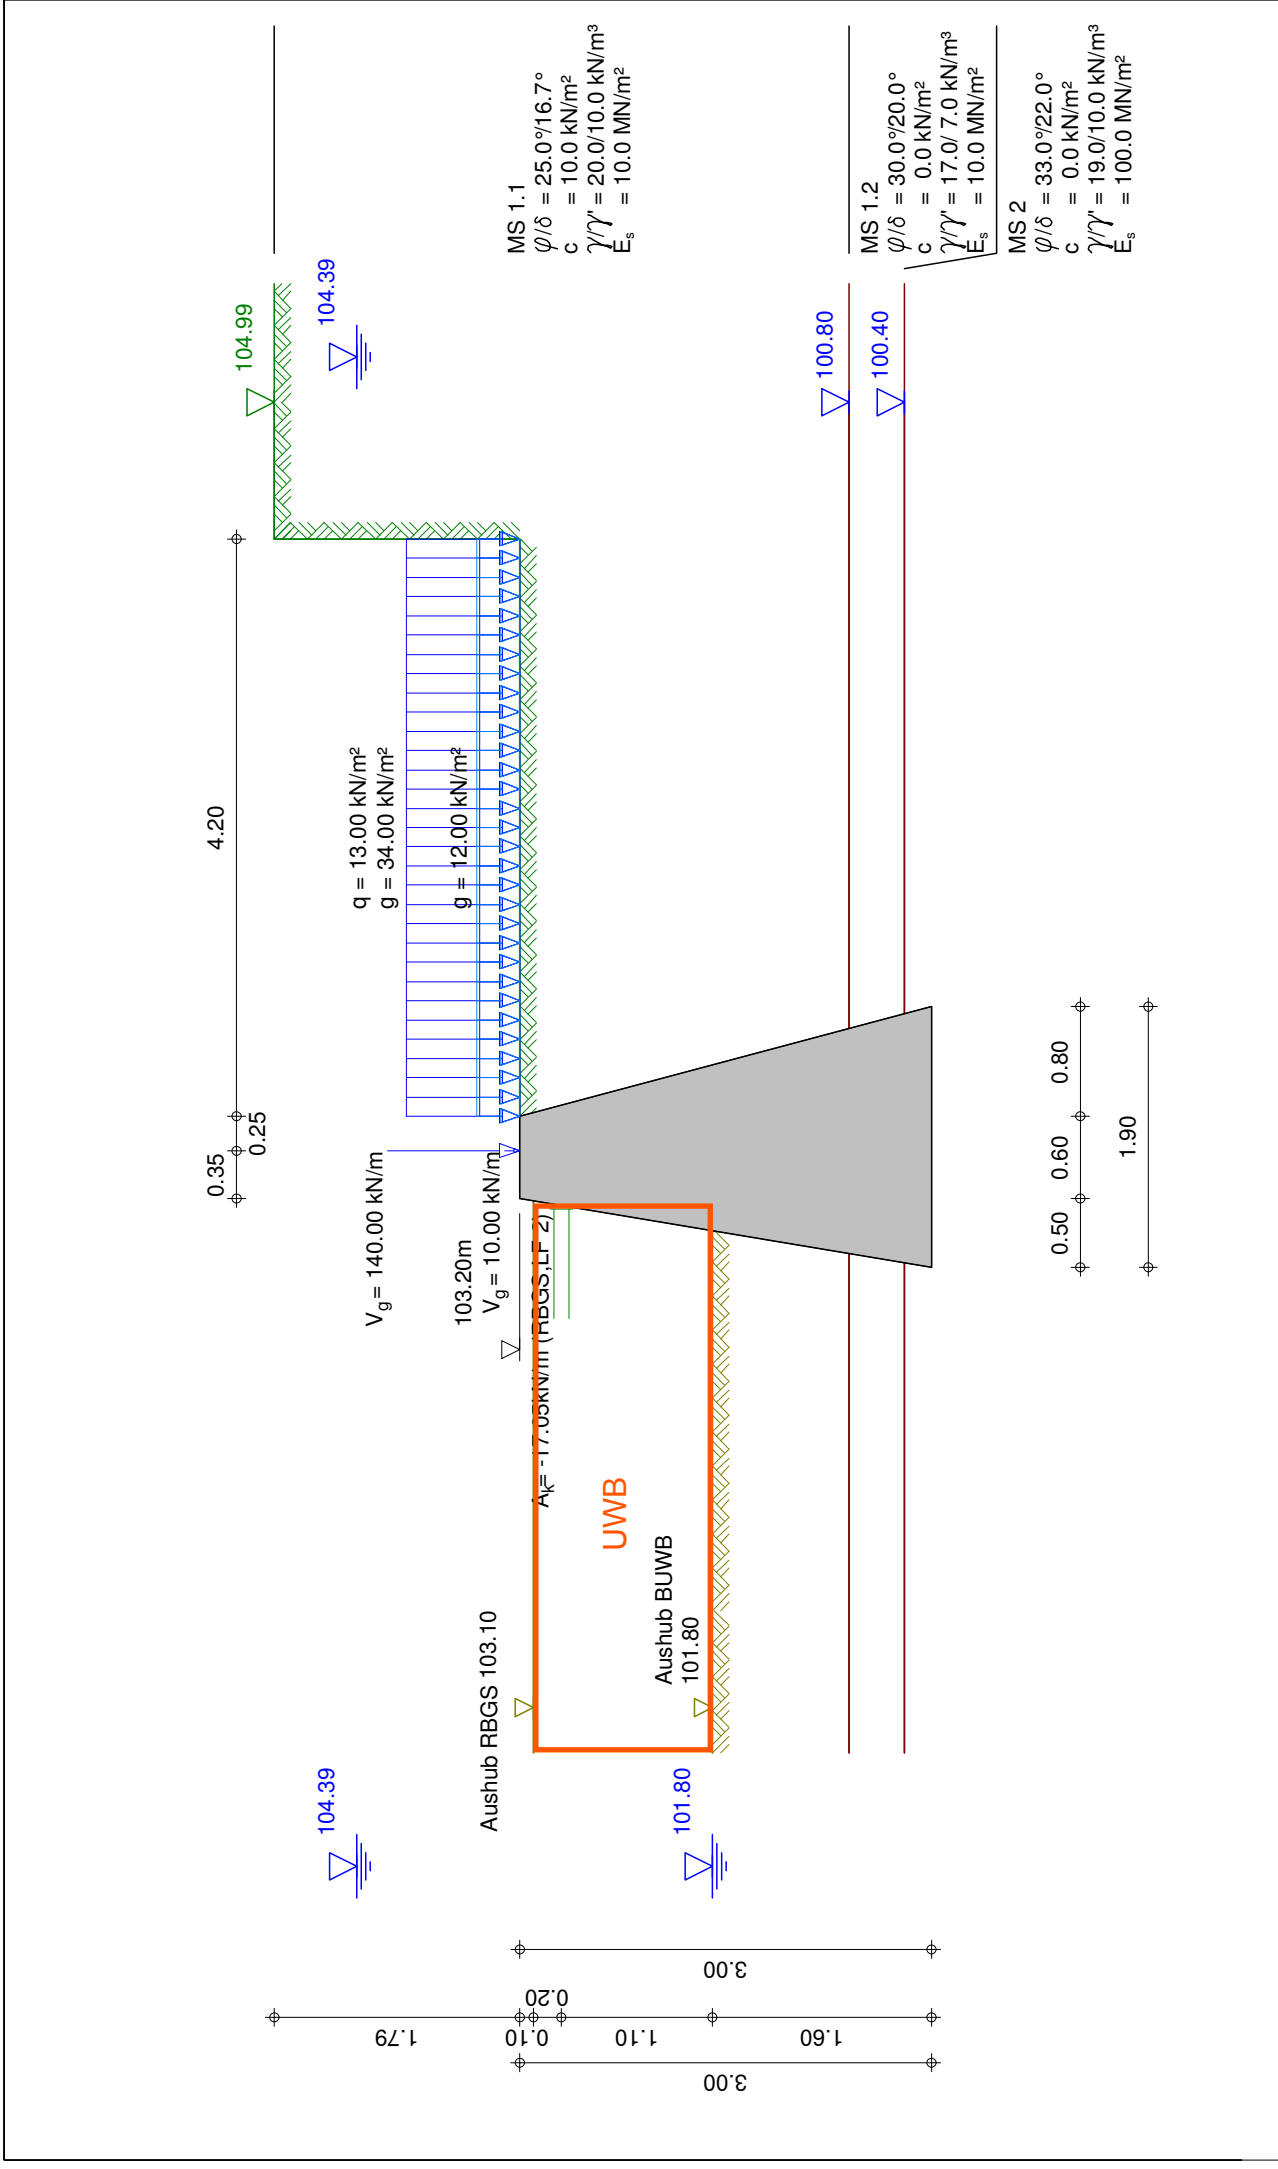 104.99
104.39
MS 1.1
φ/δ = 25.0°/16.7°
c = 10.0 kN/m²
γ/γ' = 20.0/10.0 kN/m³
Eₛ = 10.0 MN/m²
100.80
100.40
MS 1.2
φ/δ = 30.0°/20.0°
c = 0.0 kN/m²
γ/γ' = 17.0/ 7.0 kN/m³
Eₛ = 10.0 MN/m²
MS 2
φ/δ = 33.0°/22.0°
c = 0.0 kN/m²
γ/γ' = 19.0/10.0 kN/m³
Eₛ = 100.0 MN/m²
4.20
0.25
0.35
q = 13.00 kN/m²
g = 34.00 kN/m²
g = 12.00 kN/m²
V_g = 140.00 kN/m
103.20m
V_g = 10.00 kN/m
A_k= -17.05kN/m (RBGS,LF 2)
UWB
Aushub BUWB
101.80
Aushub RBGS 103.10
0.80
0.60
0.50
1.90
104.39
101.80
1.79
0.10
0.20
1.10
1.60
3.00
3.00